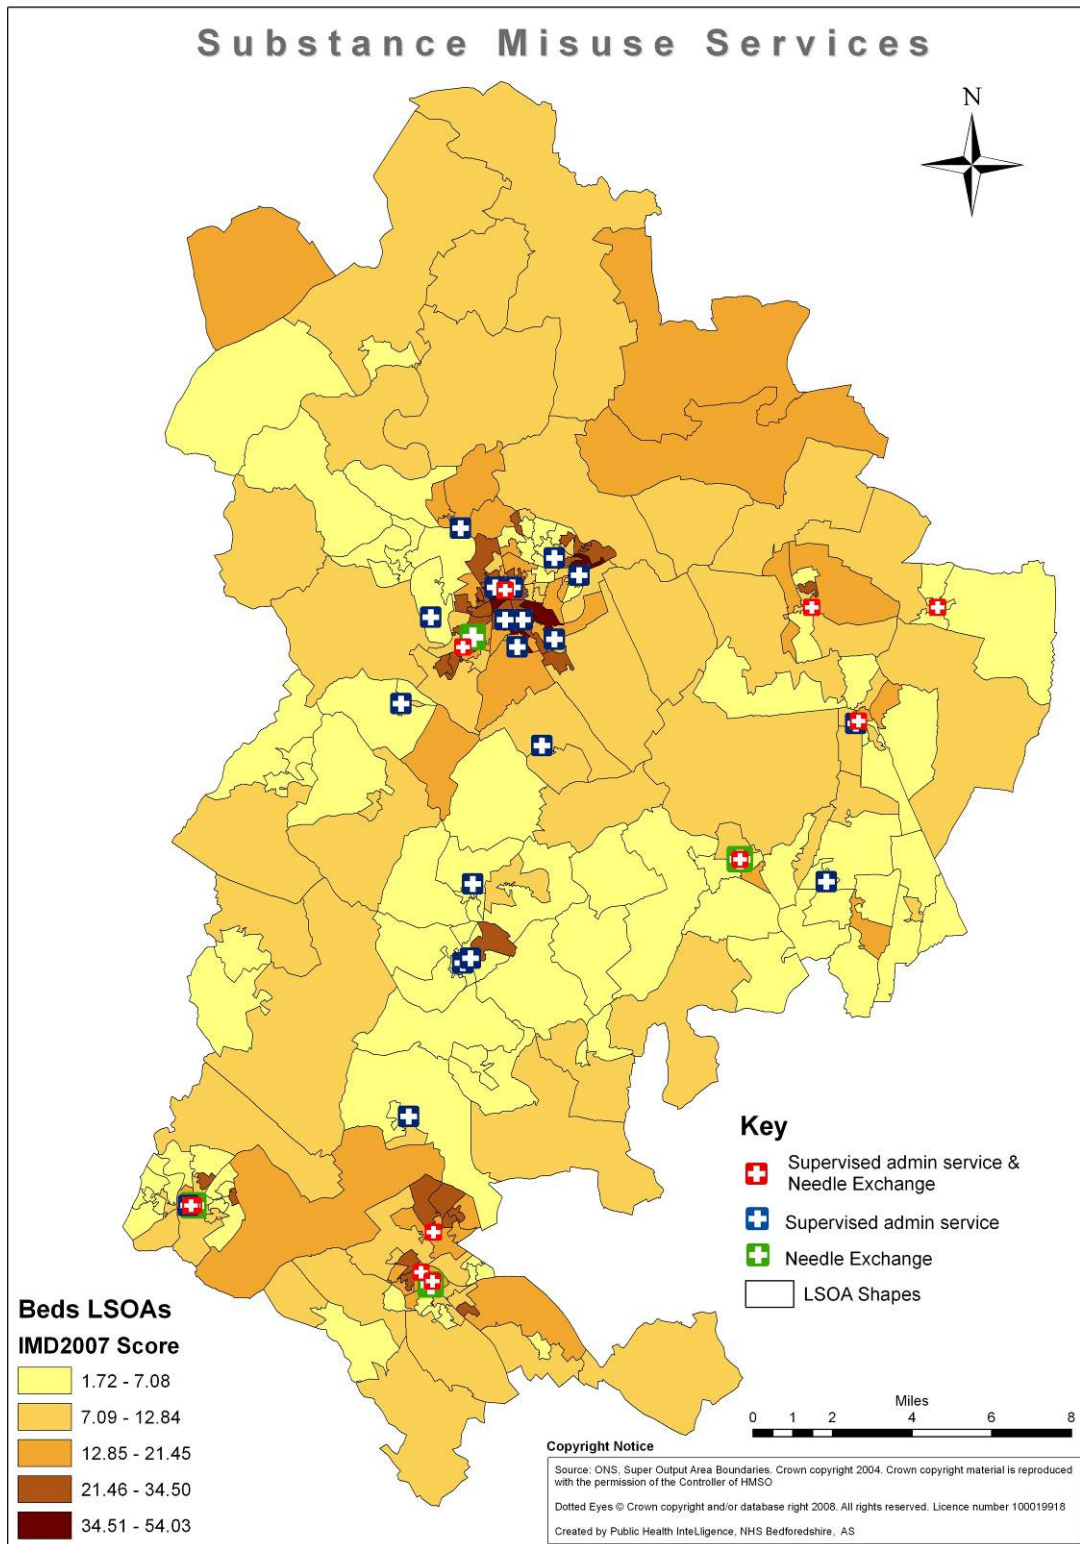 Substance Misuse Services
N
Key
Supervised admin service &
Needle Exchange
Supervised admin service
Needle Exchange
LSOA Shapes
Beds LSOAs
IMD2007 Score
1.72 - 7.08
7.09 - 12.84
12.85 - 21.45
21.46 - 34.50
34.51 - 54.03
Miles
0 1 2 4 6 8
Copyright Notice
Source: ONS, Super Output Area Boundaries. Crown copyright 2004. Crown copyright material is reproduced
with the permission of the Controller of HMSO
Dotted Eyes © Crown copyright and/or database right 2008. All rights reserved. Licence number 100019918
Created by Public Health InteLligence, NHS Bedforedshire, AS